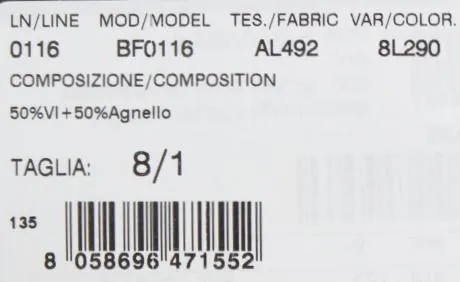 LN/LINE MOD/MODEL TES./FABRIC VAR/COLOR.
0116 BF0116 AL492 8L290
COMPOSIZIONE/COMPOSITION
50%VI+50%Agnello
TAGLIA: 8/1
135
8 058696 471552